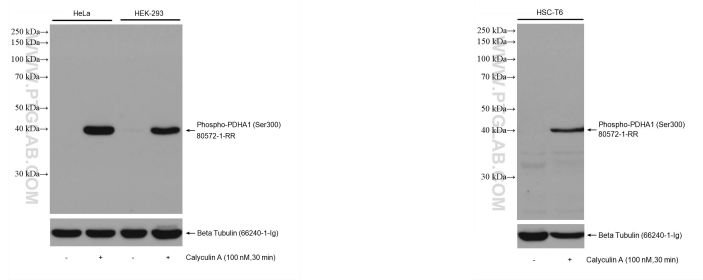 HeLa HEK-293
250 kDa→
150 kDa→
100 kDa→
70 kDa→
50 kDa→
40 kDa→
30 kDa→
Phospho-PDHA1 (Ser300)
80572-1-RR
WWW.PTGLAB.COM
Beta Tubulin (66240-1-Ig)
- + - + Calyculin A (100 nM,30 min)
HSC-T6
250 kDa→
150 kDa→
100 kDa→
70 kDa→
50 kDa→
40 kDa→
30 kDa→
Phospho-PDHA1 (Ser300)
80572-1-RR
WWW.PTGLAB.COM
Beta Tubulin (66240-1-Ig)
- + Calyculin A (100 nM,30 min)